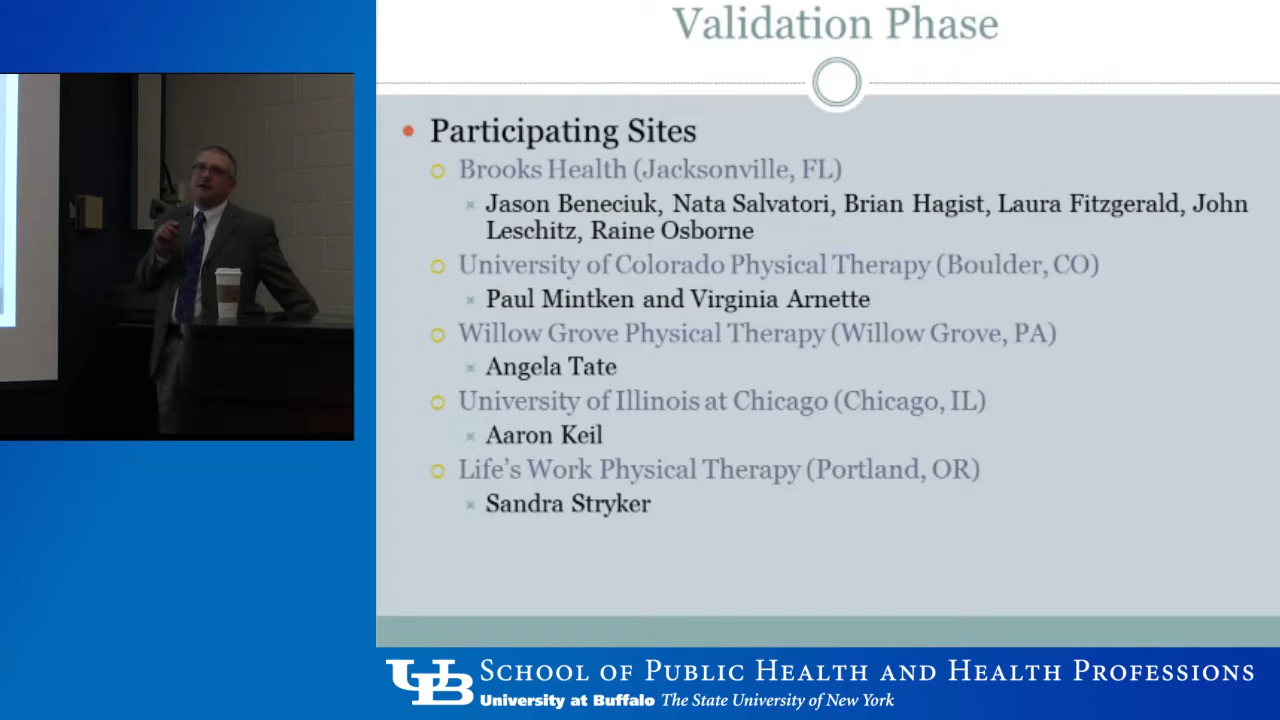 Validation Phase
Participating Sites
Brooks Health (Jacksonville, FL)
Jason Beneciuk, Nata Salvatori, Brian Hagist, Laura Fitzgerald, John
Leschitz, Raine Osborne
University of Colorado Physical Therapy (Boulder, CO)
Paul Mintken and Virginia Arnette
Willow Grove Physical Therapy (Willow Grove, PA)
Angela Tate
University of Illinois at Chicago (Chicago, IL)
Aaron Keil
Life's Work Physical Therapy (Portland, OR)
Sandra Stryker
UB SCHOOL OF PUBLIC HEALTH AND HEALTH PROFESSIONS
University at Buffalo The State University of New York